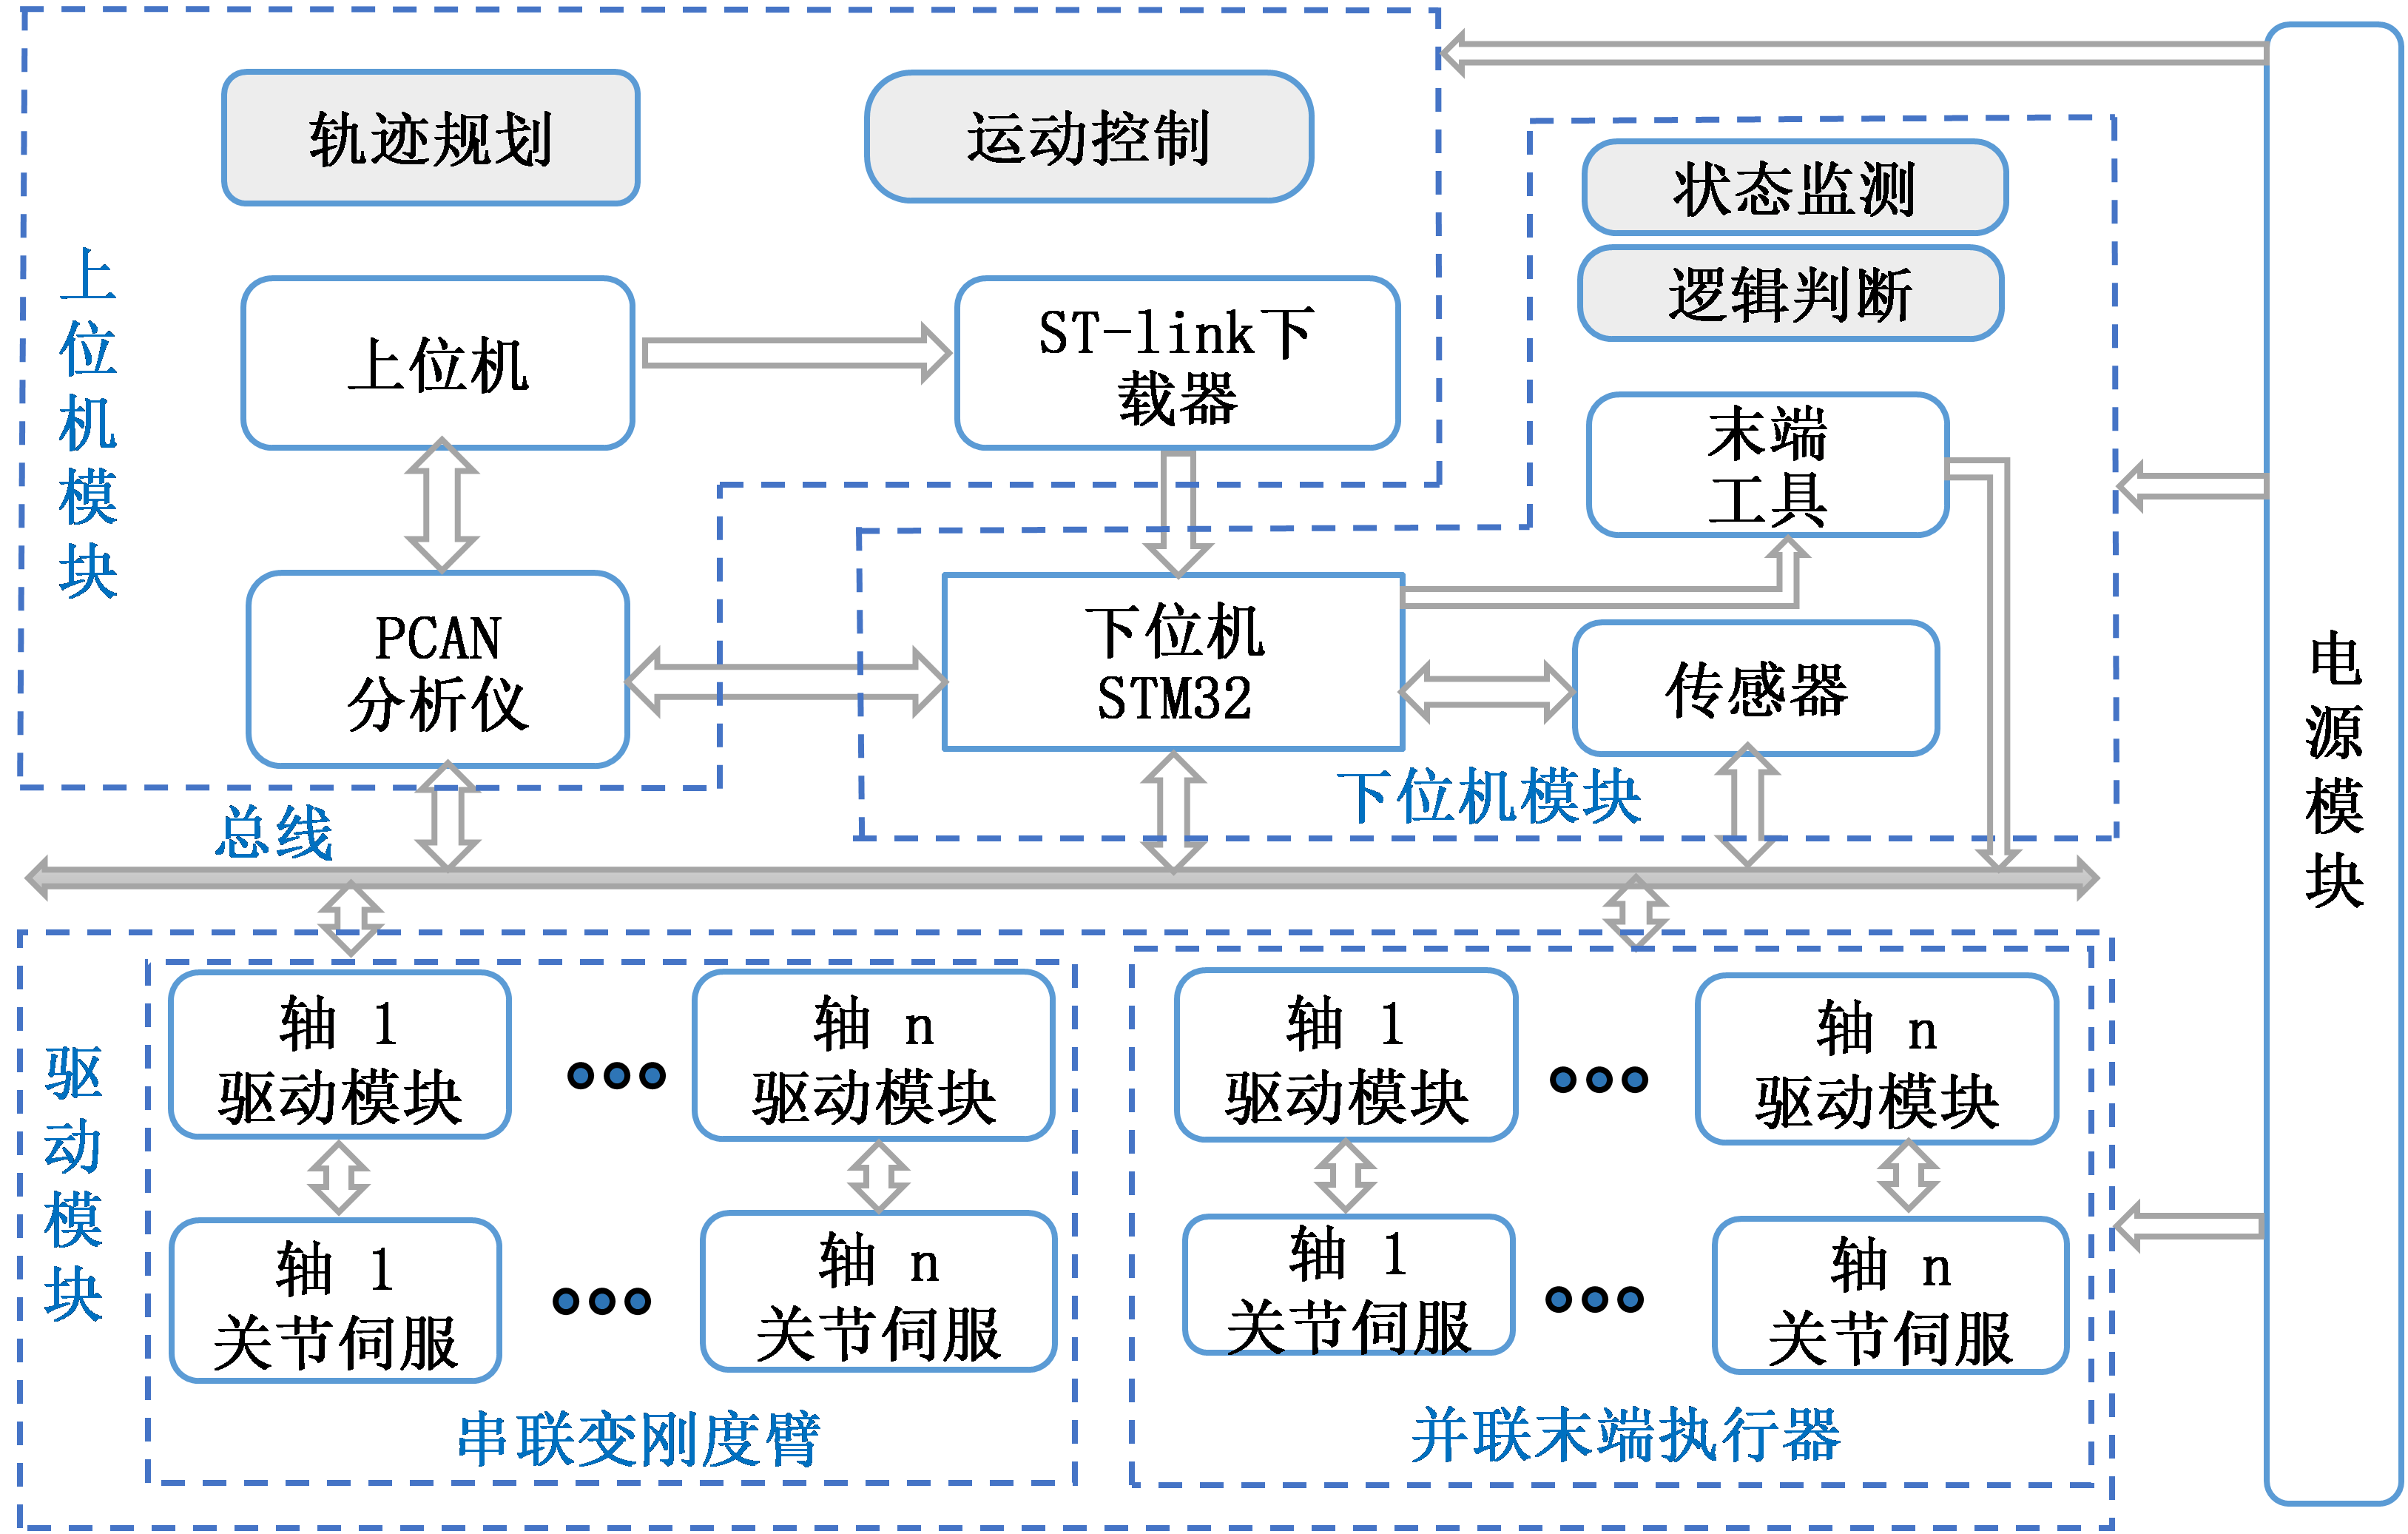 轨迹规划
运动控制
状态监测
逻辑判断
上位机模块
上位机
ST-link下
载器
末端
工具
PCAN
分析仪
下位机
STM32
传感器
下位机模块
总线
电源模块
驱动模块
轴 1
驱动模块
轴 n
驱动模块
轴 1
驱动模块
轴 n
驱动模块
轴 1
关节伺服
轴 n
关节伺服
轴 1
关节伺服
轴 n
关节伺服
串联变刚度臂
并联末端执行器